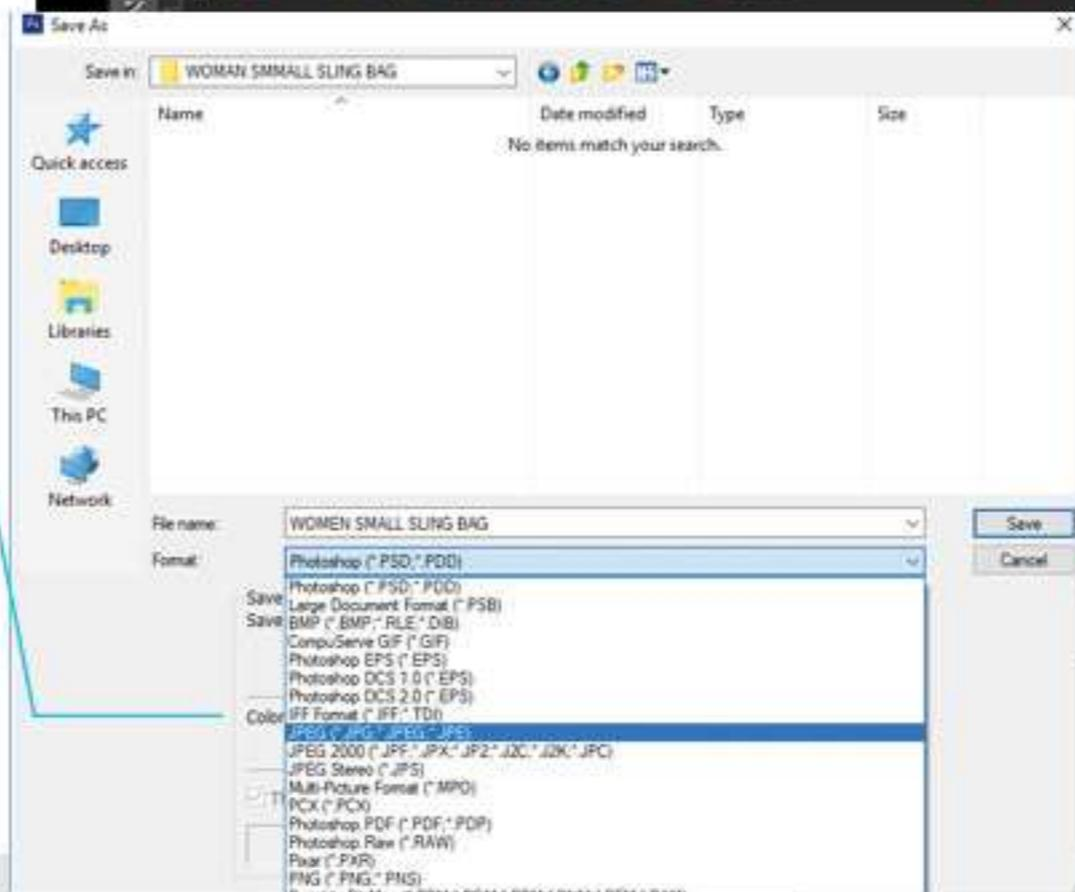 Save As
Save in: WOMAN SMMALL SLING BAG
Name Date modified Type Size
No items match your search.
Quick access
Desktop
Libraries
This PC
Network
File name: WOMEN SMALL SLING BAG Save
Format: Photoshop (*.PSD;*.PDD) Cancel
Photoshop (*.PSD;*.PDD)
Save Large Document Format (*.PSB)
Save BMP (*.BMP;*.RLE;*.DIB)
CompuServe GIF (*.GIF)
Photoshop EPS (*.EPS)
Photoshop DCS 1.0 (*.EPS)
Photoshop DCS 2.0 (*.EPS)
Color IFF Format (*.IFF;*.TDI)
JPEG (*.JPG;*.JPEG;*.JPE)
JPEG 2000 (*.JPF;*.JPX;*.JP2;*.J2C;*.J2K;*.JPC)
JPEG Stereo (*.JPS)
Multi-Picture Format (*.MPO)
PCX (*.PCX)
Photoshop PDF (*.PDF;*.PDP)
Photoshop Raw (*.RAW)
Pixar (*.PXR)
PNG (*.PNG;*.PNS)